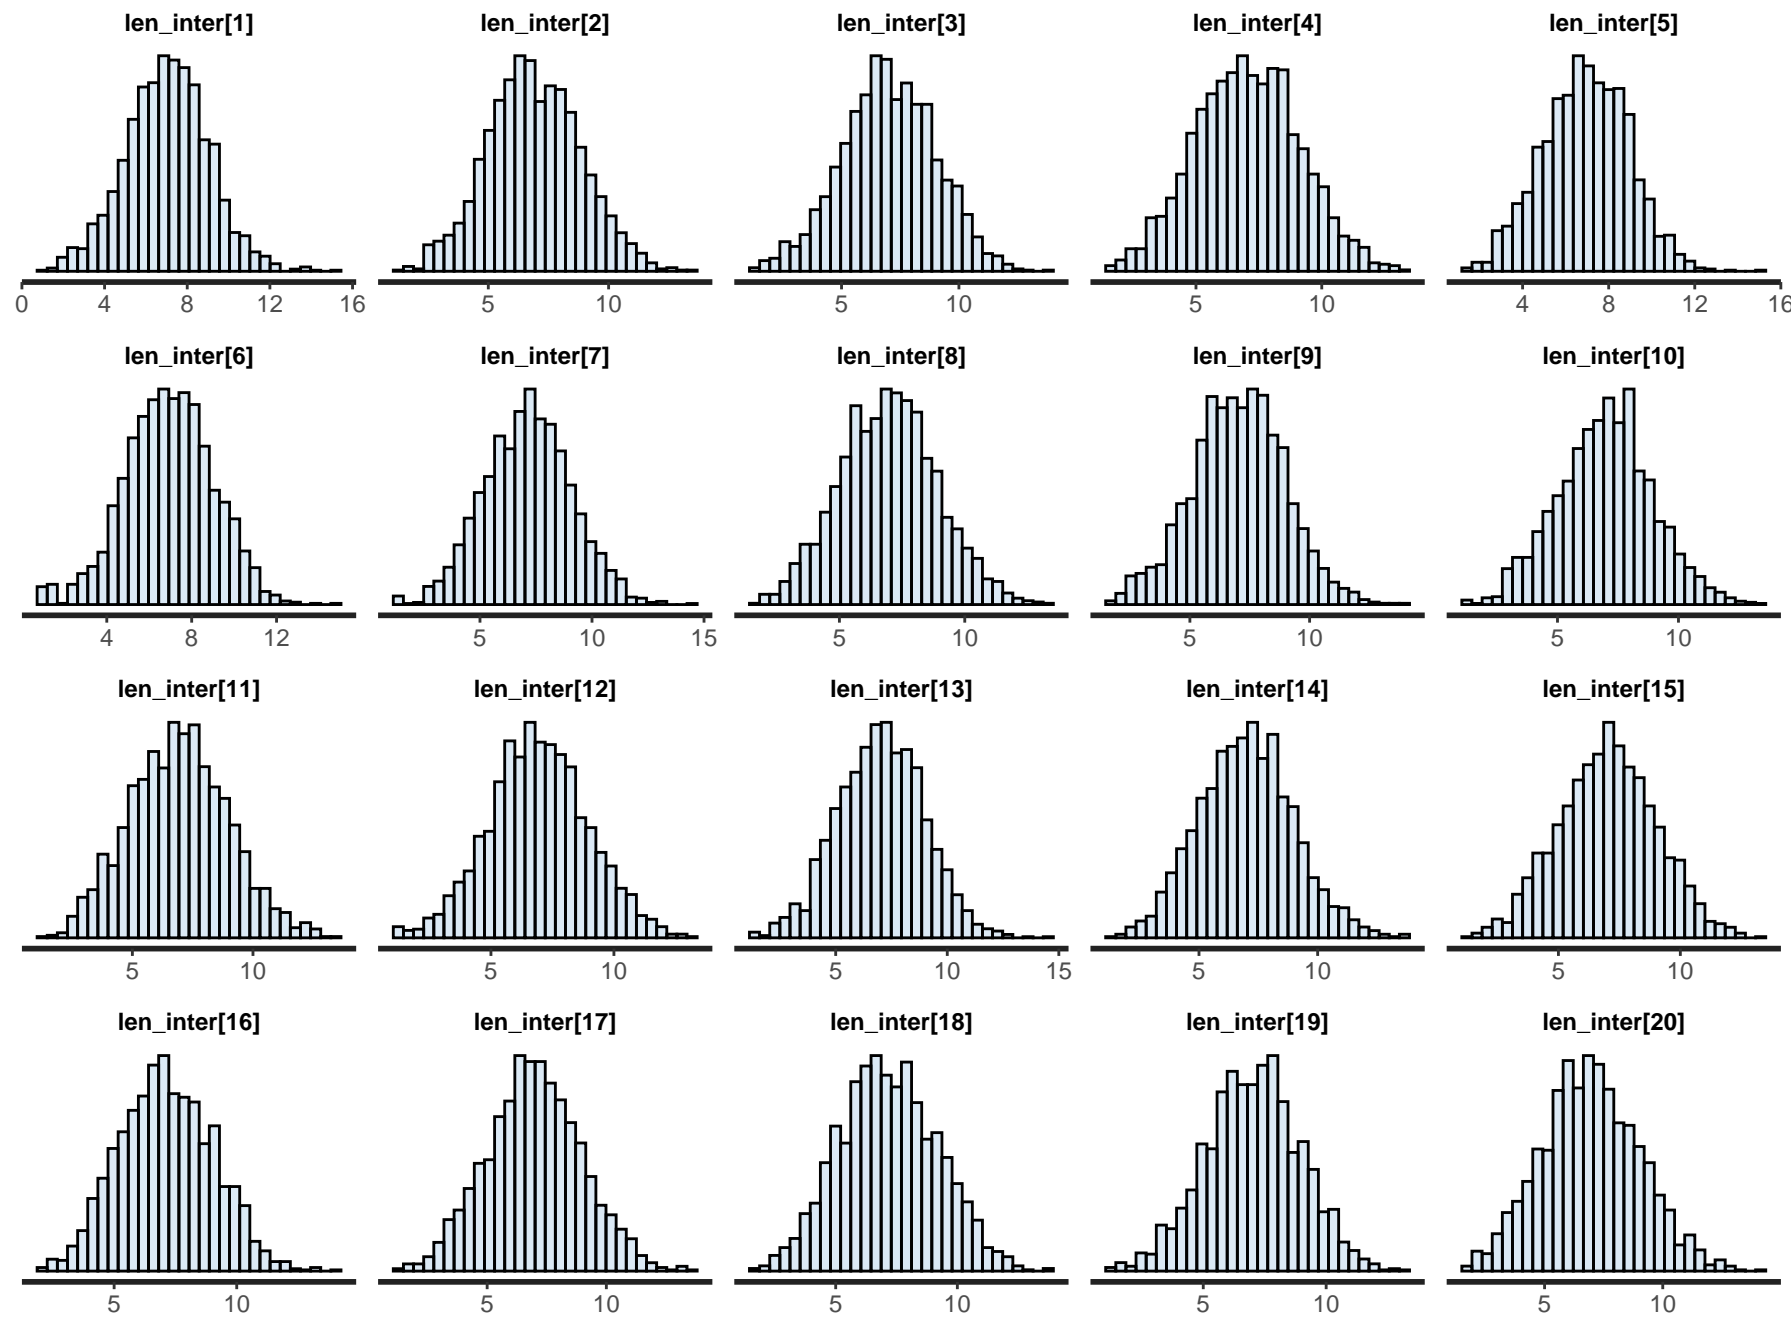 len_inter[1] len_inter[2] len_inter[3] len_inter[4] len_inter[5]
0 4 8 12 16 5 10 5 10 5 10 4 8 12 16
len_inter[6] len_inter[7] len_inter[8] len_inter[9] len_inter[10]
4 8 12 5 10 15 5 10 5 10 5 10
len_inter[11] len_inter[12] len_inter[13] len_inter[14] len_inter[15]
5 10 5 10 5 10 15 5 10 5 10
len_inter[16] len_inter[17] len_inter[18] len_inter[19] len_inter[20]
5 10 5 10 5 10 5 10 5 10